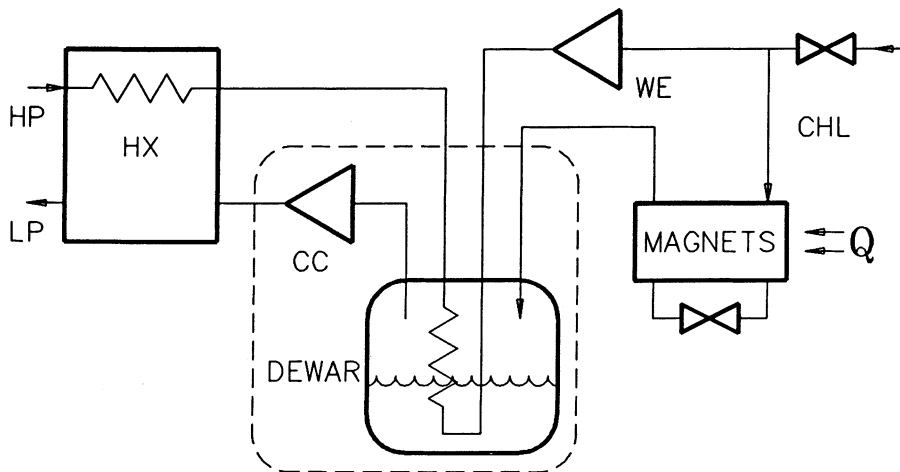 HP
HX
LP
CC
DEWAR
WE
CHL
MAGNETS
Q